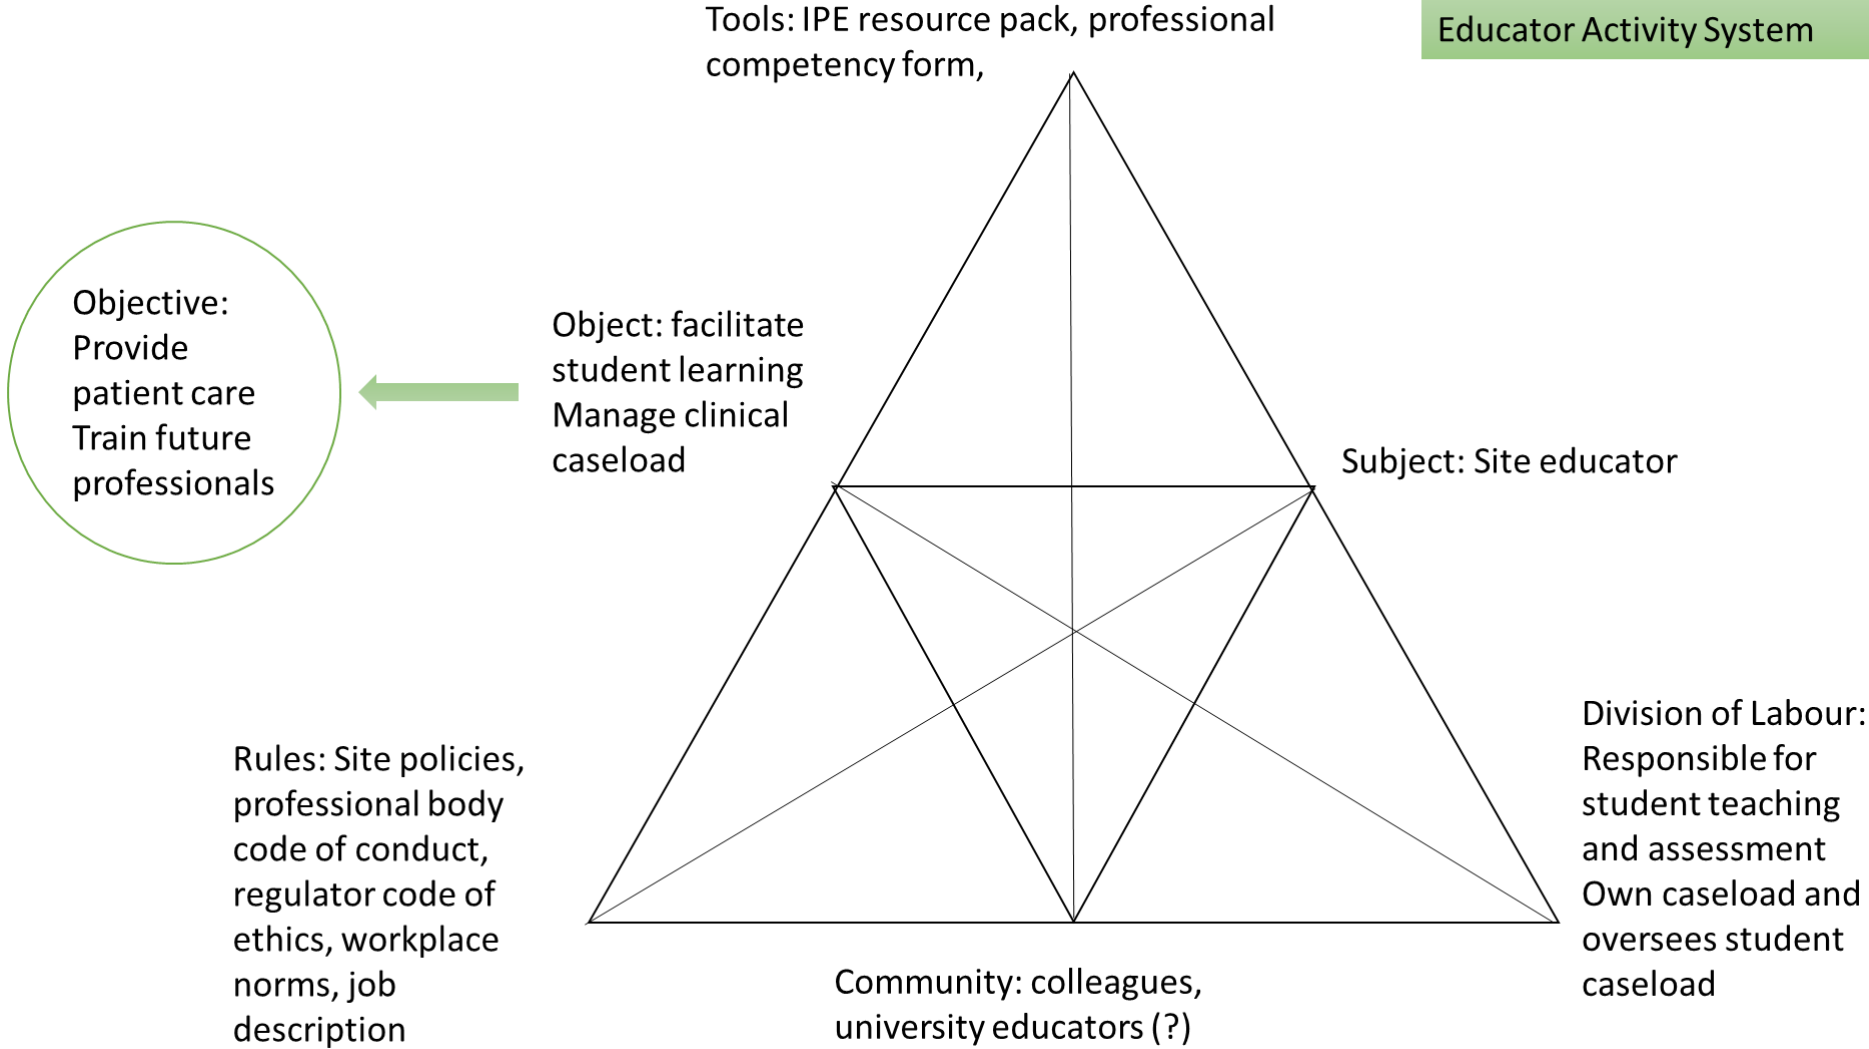 Tools: IPE resource pack, professional
competency form,
Educator Activity System
Objective:
Provide
patient care
Train future
professionals
Object: facilitate
student learning
Manage clinical
caseload
Subject: Site educator
Rules: Site policies,
professional body
code of conduct,
regulator code of
ethics, workplace
norms, job
description
Community: colleagues,
university educators (?)
Division of Labour:
Responsible for
student teaching
and assessment
Own caseload and
oversees student
caseload